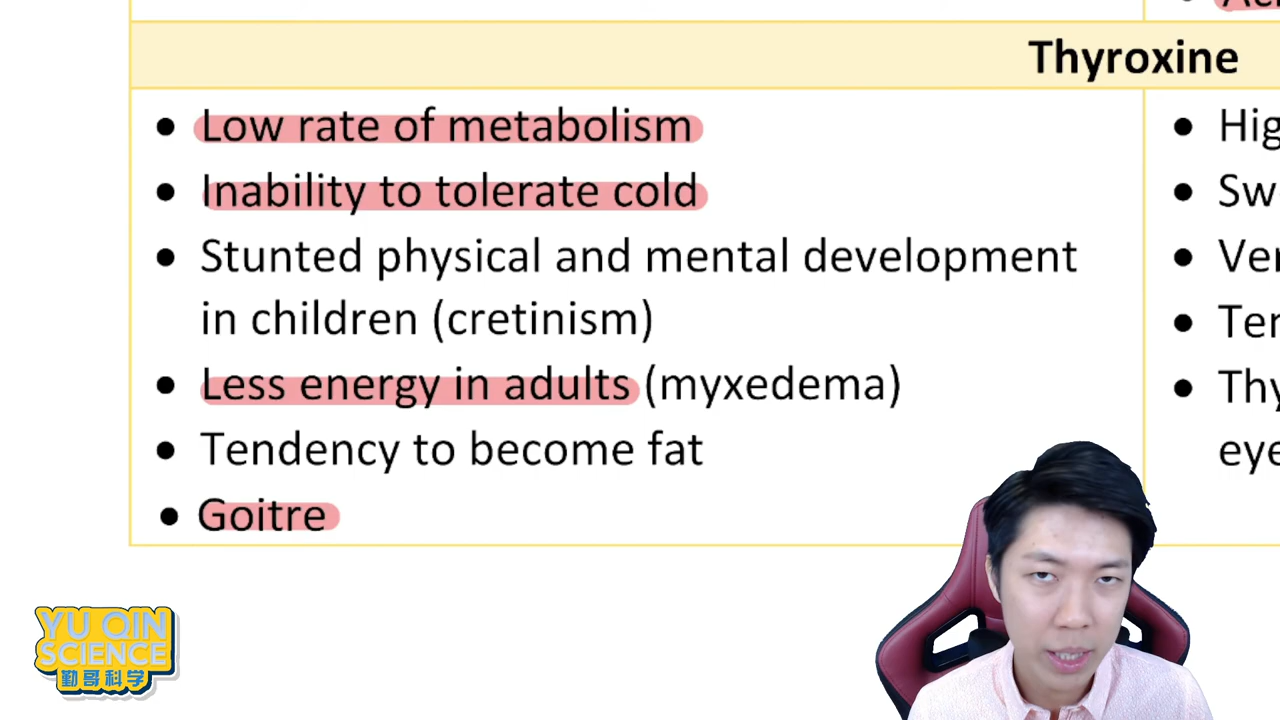 Thyroxine
• Low rate of metabolism
• Inability to tolerate cold
• Stunted physical and mental development
in children (cretinism)
• Less energy in adults (myxedema)
• Tendency to become fat
• Goitre
YU QIN
SCIENCE
勤哥科学